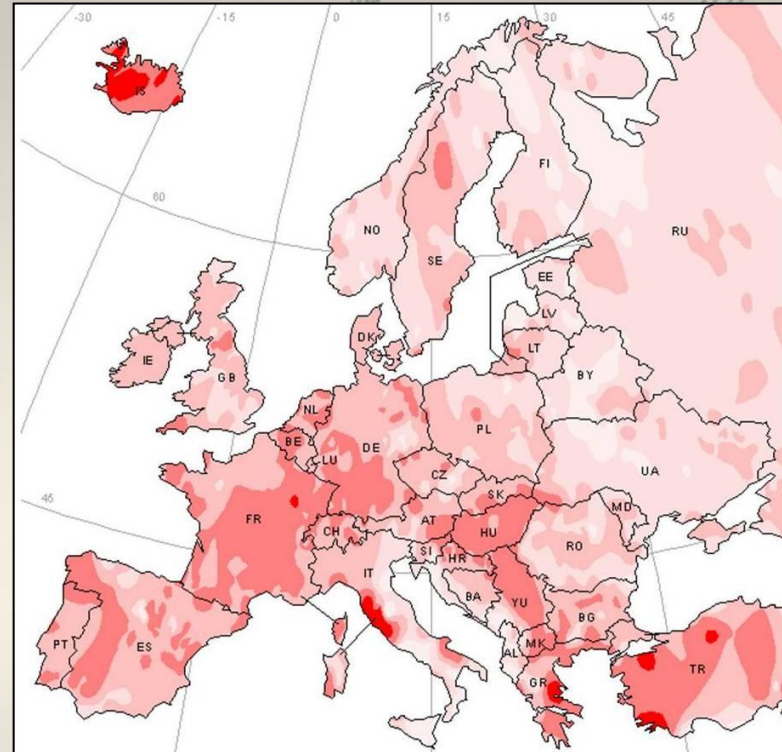 -30
-15
0
15
30
45
IS
60
NO
SE
FI
RU
EE
LV
LT
DK
IE
GB
BY
NL
BE
DE
PL
LU
CZ
UA
45
SK
FR
CH
AT
HU
MD
SI
HR
RO
IT
BA
YU
BG
PT
ES
AL
MK
GR
TR